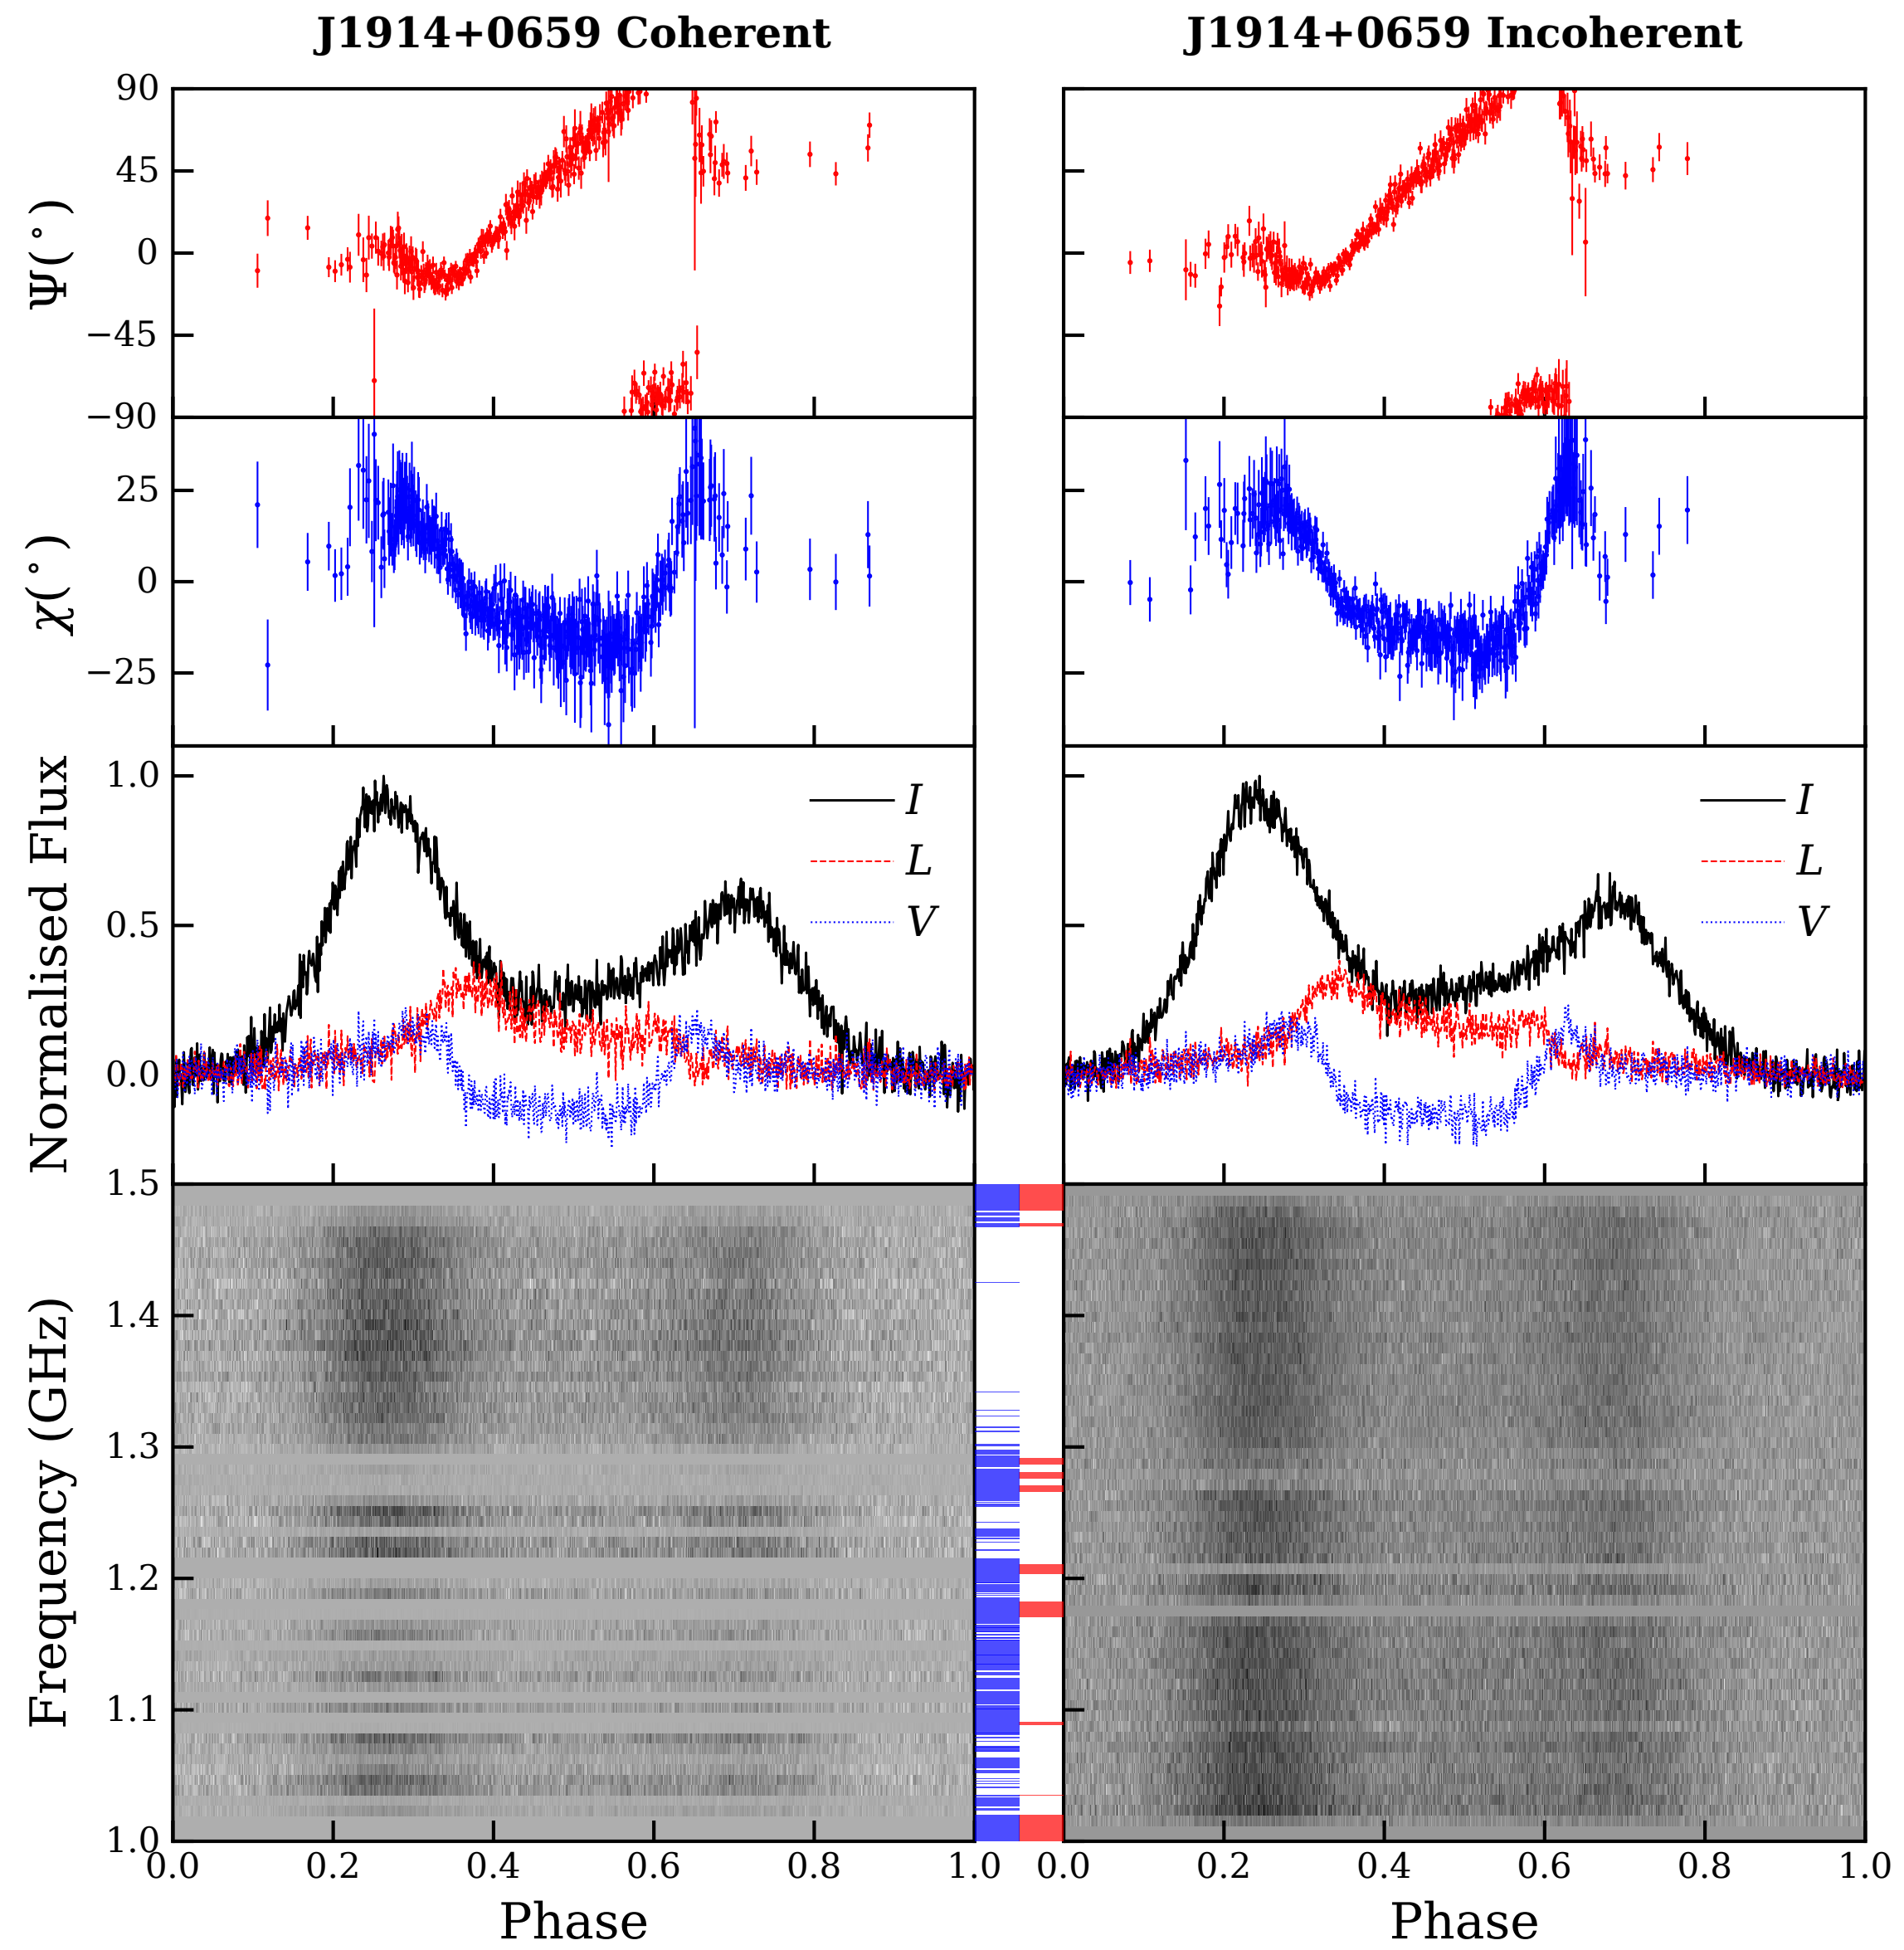 J1914+0659 Coherent
J1914+0659 Incoherent
Ψ(°)
90
45
0
−45
−90
χ(°)
25
0
−25
Normalised Flux
1.0
0.5
0.0
I
L
V
I
L
V
Frequency (GHz)
1.5
1.4
1.3
1.2
1.1
1.0
0.0 0.2 0.4 0.6 0.8 1.0
0.0 0.2 0.4 0.6 0.8 1.0
Phase
Phase